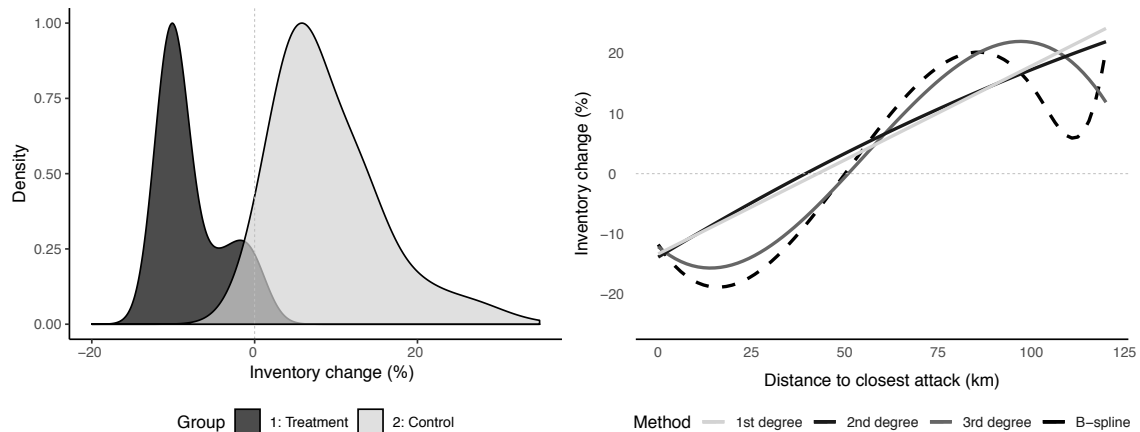 1.00
0.75
0.50
0.25
0.00
Density
−20
0
20
Inventory change (%)
Group 1: Treatment 2: Control
20
10
0
−10
−20
Inventory change (%)
0 25 50 75 100 125
Distance to closest attack (km)
Method 1st degree 2nd degree 3rd degree B−spline